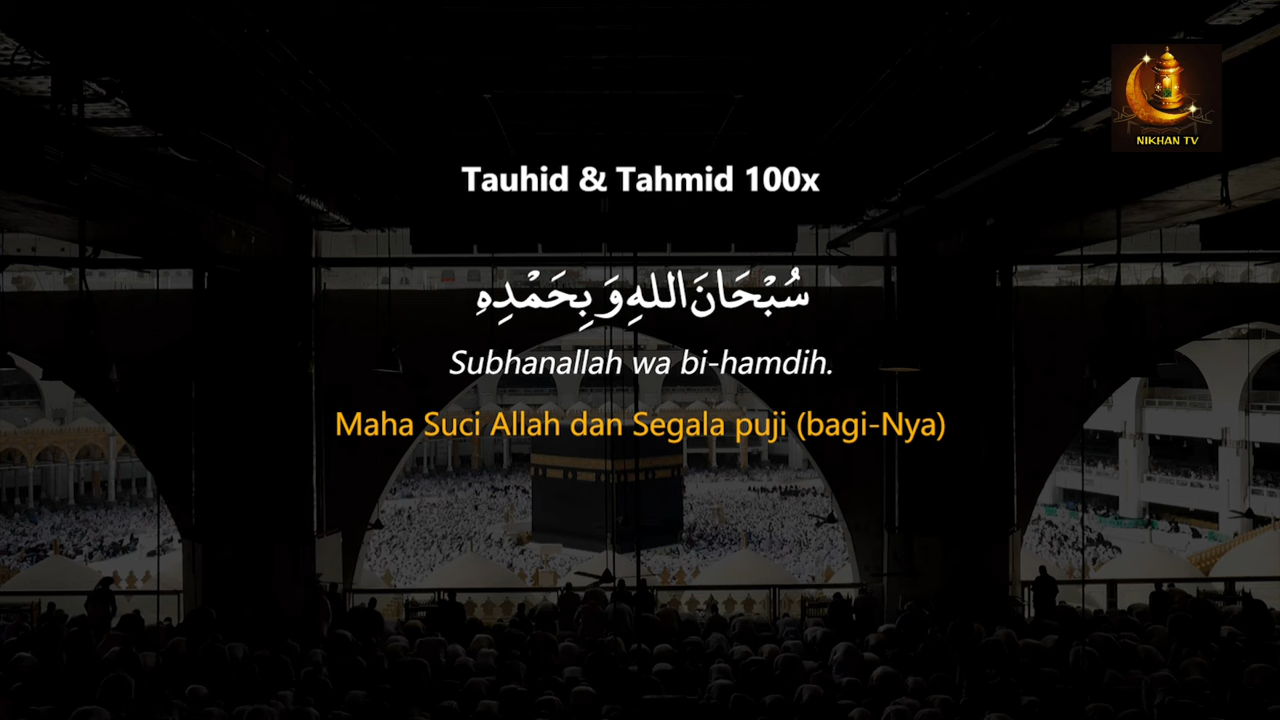 NIKHAN TV
Tauhid & Tahmid 100x
سُبْحَانَ اللهِ وَ بِحَمْدِهِ
Subhanallah wa bi-hamdih.
Maha Suci Allah dan Segala puji (bagi-Nya)